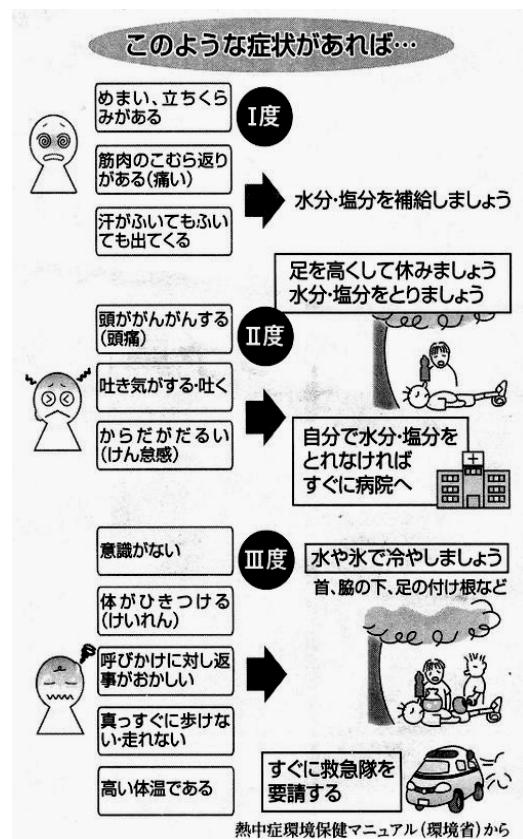 このような症状があれば…
めまい、立ちくら
みがある
Ⅰ度
筋肉のこむら返り
がある(痛い)
汗がふいてもふい
ても出てくる
水分・塩分を補給しましょう
足を高くして休みましょう
水分・塩分をとりましょう
頭ががんがんする
(頭痛)
Ⅱ度
吐き気がする・吐く
からだがだるい
(けん怠感)
自分で水分・塩分を
とれなければ
すぐに病院へ
意識がない
Ⅲ度
水や氷で冷やしましょう
首、脇の下、足の付け根など
体がひきつける
(けいれん)
呼びかけに対し返
事がおかしい
真っすぐに歩けな
い・走れない
高い体温である
すぐに救急隊を
要請する
熱中症環境保健マニュアル(環境省)から